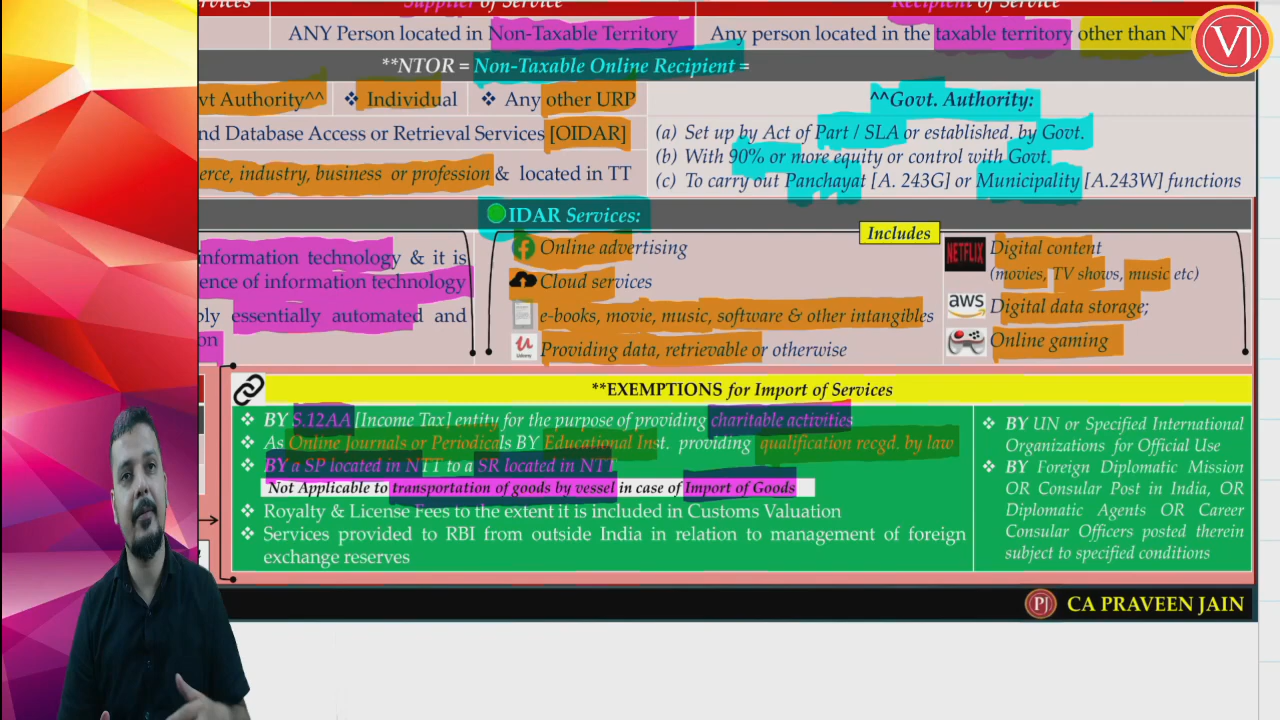 ervices Supplier of Service Recipient of Service
ANY Person located in Non-Taxable Territory
Any person located in the taxable territory other than
VJ
**NTOR = Non-Taxable Online Recipient =
vt Authority^^ ❖ Individual ❖ Any other URP
nd Database Access or Retrieval Services [OIDAR]
erce, industry, business or profession & located in TT
^^Govt. Authority:
(a) Set up by Act of Part / SLA or established. by Govt.
(b) With 90% or more equity or control with Govt.
(c) To carry out Panchayat [A. 243G] or Municipality [A.243W] functions
IDAR Services:
information technology & it is
ence of information technology
ly essentially automated and
on
Includes
Online advertising
Cloud services
e-books, movie, music, software & other intangibles
Providing data, retrievable or otherwise
NETFLIX Digital content
(movies, TV shows, music etc)
aws Digital data storage;
Online gaming
**EXEMPTIONS for Import of Services
❖ BY S.12AA [Income Tax] entity for the purpose of providing charitable activities
❖ As Online Journals or Periodicals BY Educational Inst. providing qualification recgd. by law
❖ BY a SP located in NTT to a SR located in NTT
Not Applicable to transportation of goods by vessel in case of Import of Goods
❖ Royalty & License Fees to the extent it is included in Customs Valuation
❖ Services provided to RBI from outside India in relation to management of foreign
exchange reserves
❖ BY UN or Specified International
Organizations for Official Use
❖ BY Foreign Diplomatic Mission
OR Consular Post in India, OR
Diplomatic Agents OR Career
Consular Officers posted therein
subject to specified conditions
PJ CA PRAVEEN JAIN